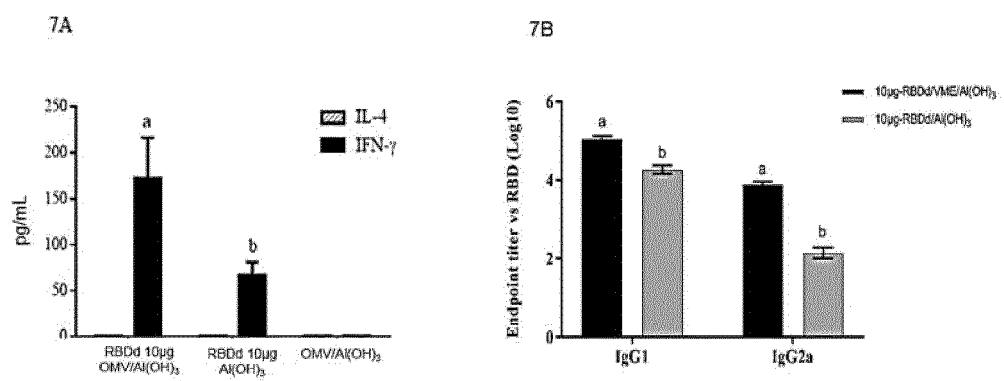 7A
7B
250
200
150
100
50
0
pg/mL
IL-4
IFN-γ
a
b
RBDd 10µg
OMV/Al(OH)₃
RBDd 10µg
Al(OH)₃
OMV/Al(OH)₃
6
4
2
0
Endpoint titer vs RBD (Log10)
10µg-RBDd/VME/Al(OH)₃
10µg-RBDd/Al(OH)₃
a
b
a
b
IgG1
IgG2a